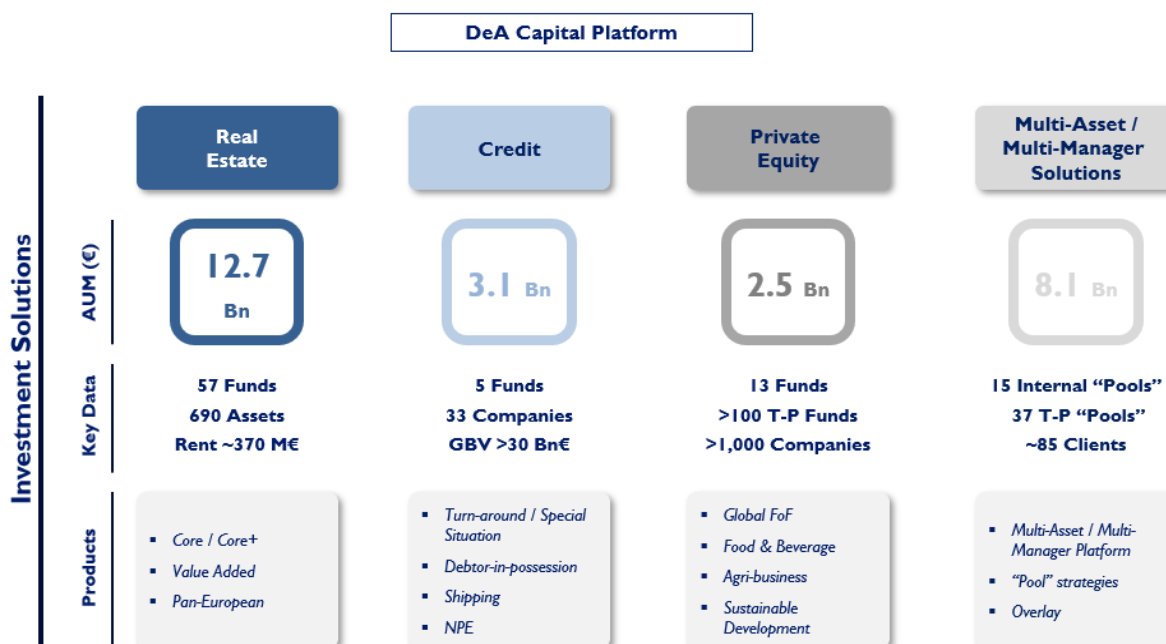 DeA Capital Platform
Investment Solutions
Real
Estate
Credit
Private
Equity
Multi-Asset /
Multi-Manager
Solutions
AUM (€)
12.7
Bn
3.1 Bn
2.5 Bn
8.1 Bn
Key Data
57 Funds
690 Assets
Rent ~370 M€
5 Funds
33 Companies
GBV >30 Bn€
13 Funds
>100 T-P Funds
>1,000 Companies
15 Internal “Pools”
37 T-P “Pools”
~85 Clients
Products
▪ Core / Core+
▪ Value Added
▪ Pan-European
▪ Turn-around / Special
Situation
▪ Debtor-in-possession
▪ Shipping
▪ NPE
▪ Global FoF
▪ Food & Beverage
▪ Agri-business
▪ Sustainable
Development
▪ Multi-Asset / Multi-
Manager Platform
▪ “Pool” strategies
▪ Overlay